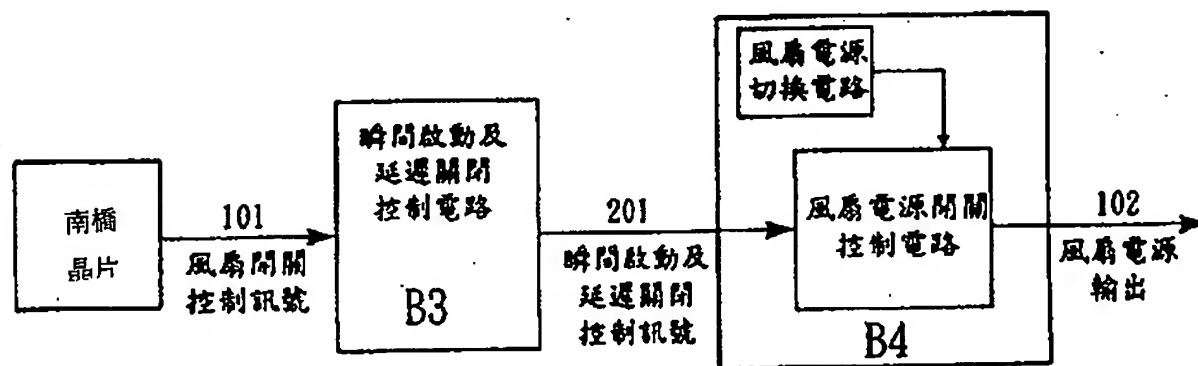 南橋
晶片
101
風扇開關
控制訊號
瞬間啟動及
延遲關閉
控制電路
B3
201
瞬間啟動及
延遲關閉
控制訊號
風扇電源
切換電路
風扇電源開關
控制電路
B4
102
風扇電源
輸出